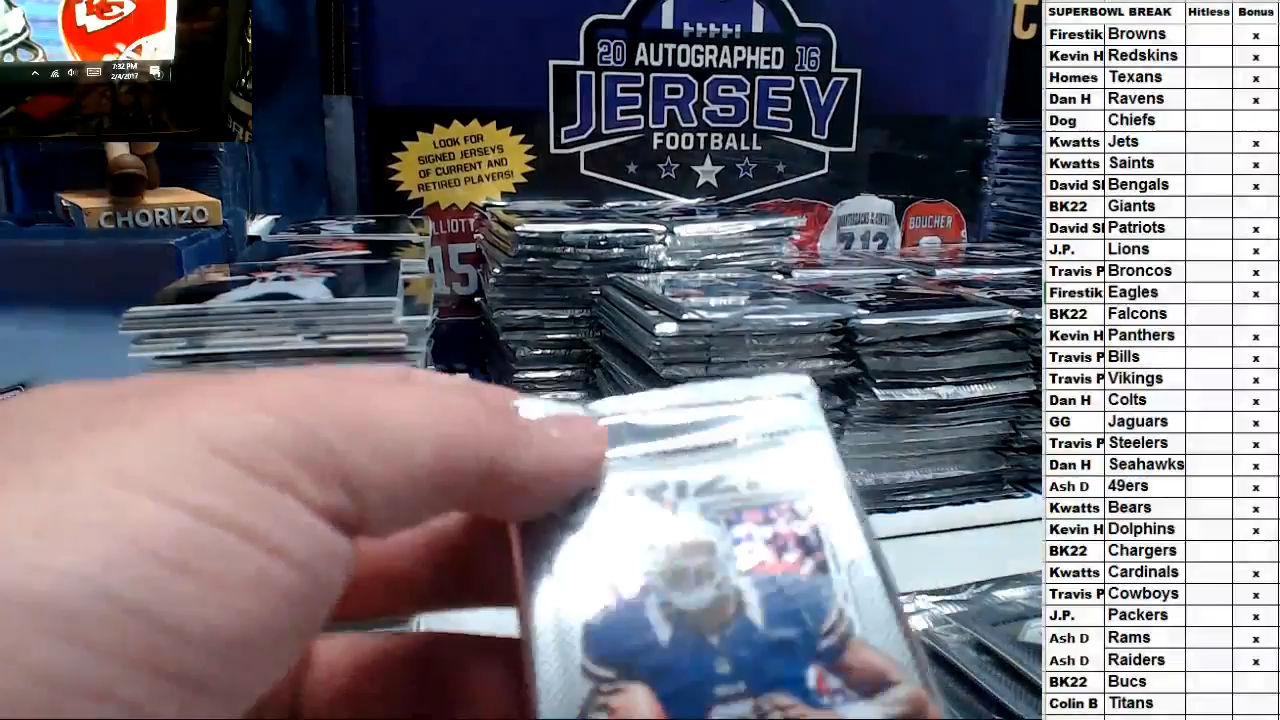 7:32 PM
2/4/2017
CHORIZO
LOOK FOR
SIGNED JERSEYS
OF CURRENT AND
RETIRED PLAYERS!
20 AUTOGRAPHED 16
JERSEY
FOOTBALL
BOUCHER
15
SUPERBOWL BREAK Hitless Bonus
Firestik Browns x
Kevin H Redskins x
Homes Texans x
Dan H Ravens x
Dog Chiefs
Kwatts Jets x
Kwatts Saints x
David Sl Bengals x
BK22 Giants
David Sl Patriots x
J.P. Lions x
Travis P Broncos x
Firestik Eagles x
BK22 Falcons
Kevin H Panthers x
Travis P Bills x
Travis P Vikings x
Dan H Colts x
GG Jaguars x
Travis P Steelers x
Dan H Seahawks x
Ash D 49ers x
Kwatts Bears x
Kevin H Dolphins x
BK22 Chargers
Kwatts Cardinals x
Travis P Cowboys x
J.P. Packers x
Ash D Rams x
Ash D Raiders x
BK22 Bucs
Colin B Titans